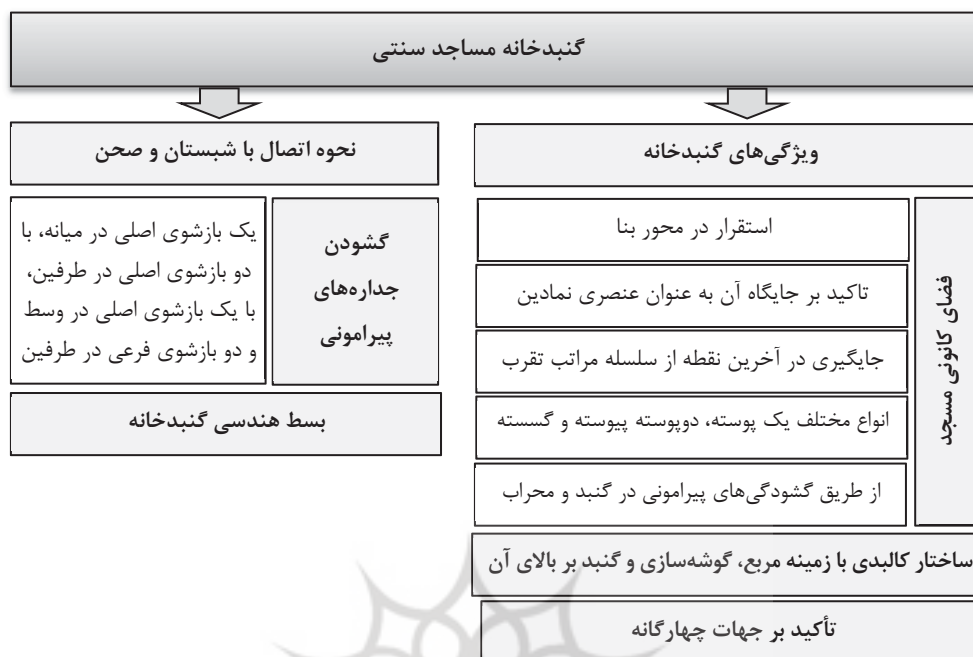 گنبدخانه مساجد سنتی
ویژگی‌های گنبدخانه
فضای کانونی مسجد
استقرار در محور بنا
تاکید بر جایگاه آن به عنوان عنصری نمادین
جایگیری در آخرین نقطه از سلسله مراتب تقرب
انواع مختلف یک پوسته، دوپوسته پیوسته و گسسته
از طریق گشودگی‌های پیرامونی در گنبد و محراب
ساختار کالبدی با زمینه مربع، گوشه‌سازی و گنبد بر بالای آن
تأکید بر جهات چهارگانه
نحوه اتصال با شبستان و صحن
گشودن
جداره‌های
پیرامونی
یک بازشوی اصلی در میانه، با
دو بازشوی اصلی در طرفین،
با یک بازشوی اصلی در وسط
و دو بازشوی فرعی در طرفین
بسط هندسی گنبدخانه